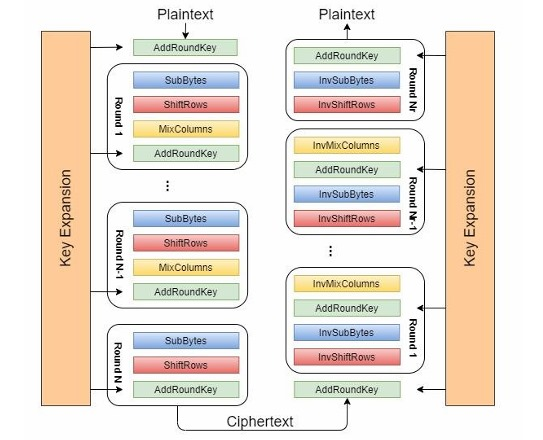 Plaintext
Key Expansion
AddRoundKey
Round 1
SubBytes
ShiftRows
MixColumns
AddRoundKey
...
Round N-1
SubBytes
ShiftRows
MixColumns
AddRoundKey
Round N
SubBytes
ShiftRows
AddRoundKey
Ciphertext
Plaintext
Key Expansion
AddRoundKey
InvSubBytes
InvShiftRows
Round Nr
InvMixColumns
AddRoundKey
InvSubBytes
InvShiftRows
Round Nr-1
...
InvMixColumns
AddRoundKey
InvSubBytes
InvShiftRows
Round 1
AddRoundKey